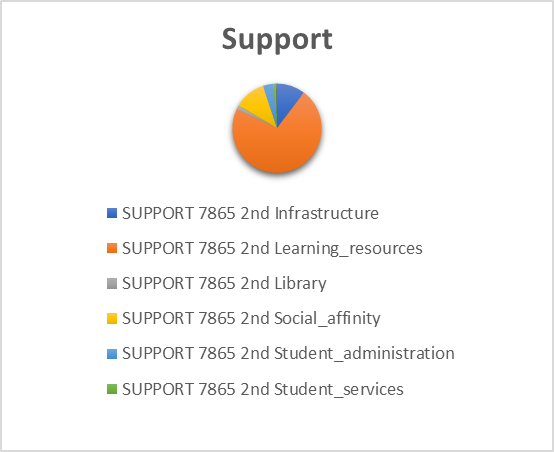 Support
SUPPORT 7865 2nd Infrastructure
SUPPORT 7865 2nd Learning_resources
SUPPORT 7865 2nd Library
SUPPORT 7865 2nd Social_affinity
SUPPORT 7865 2nd Student_administration
SUPPORT 7865 2nd Student_services